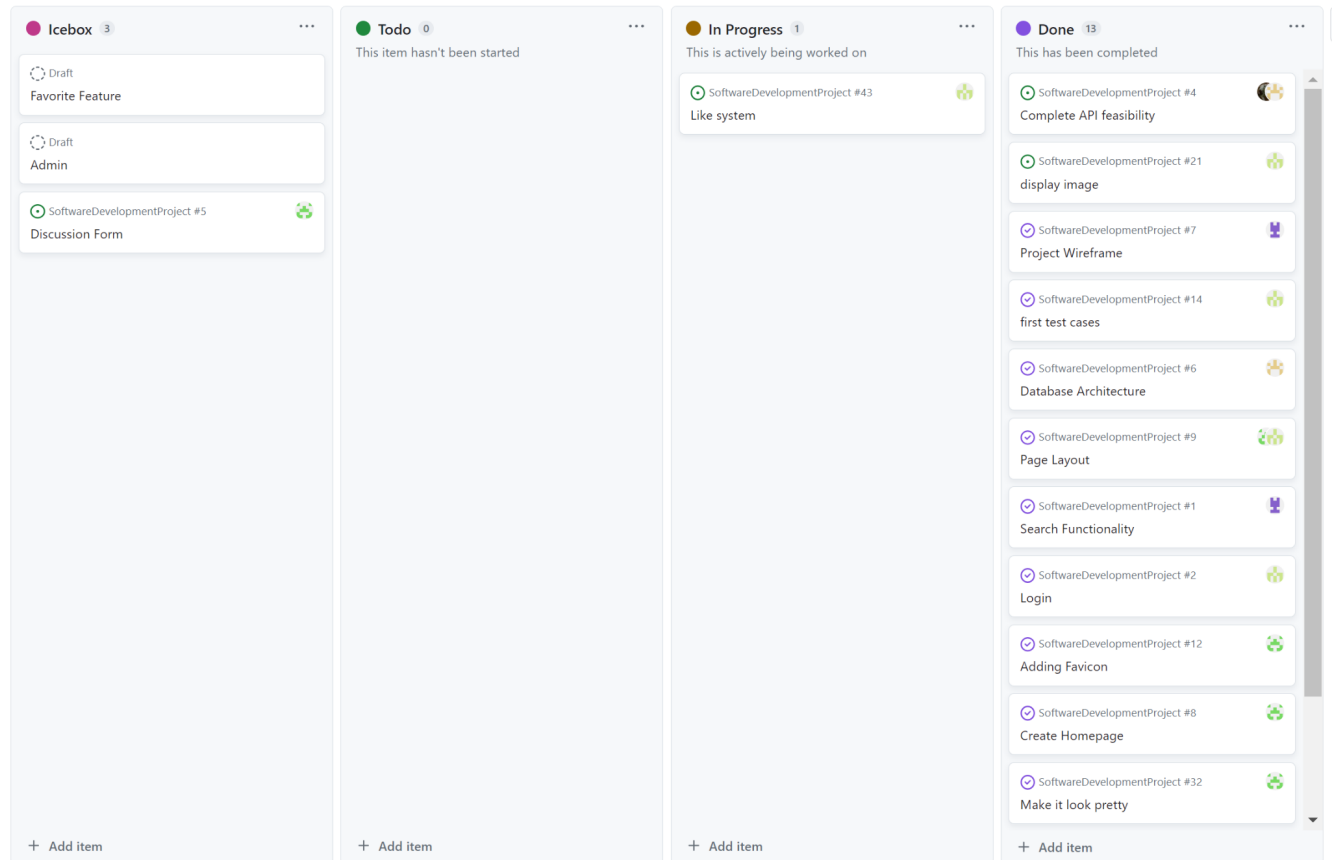 Icebox 3
Draft
Favorite Feature
Draft
Admin
SoftwareDevelopmentProject #5
Discussion Form
+ Add item
Todo 0
This item hasn't been started
+ Add item
In Progress 1
This is actively being worked on
SoftwareDevelopmentProject #43
Like system
+ Add item
Done 13
This has been completed
SoftwareDevelopmentProject #4
Complete API feasibility
SoftwareDevelopmentProject #21
display image
SoftwareDevelopmentProject #7
Project Wireframe
SoftwareDevelopmentProject #14
first test cases
SoftwareDevelopmentProject #6
Database Architecture
SoftwareDevelopmentProject #9
Page Layout
SoftwareDevelopmentProject #1
Search Functionality
SoftwareDevelopmentProject #2
Login
SoftwareDevelopmentProject #12
Adding Favicon
SoftwareDevelopmentProject #8
Create Homepage
SoftwareDevelopmentProject #32
Make it look pretty
+ Add item